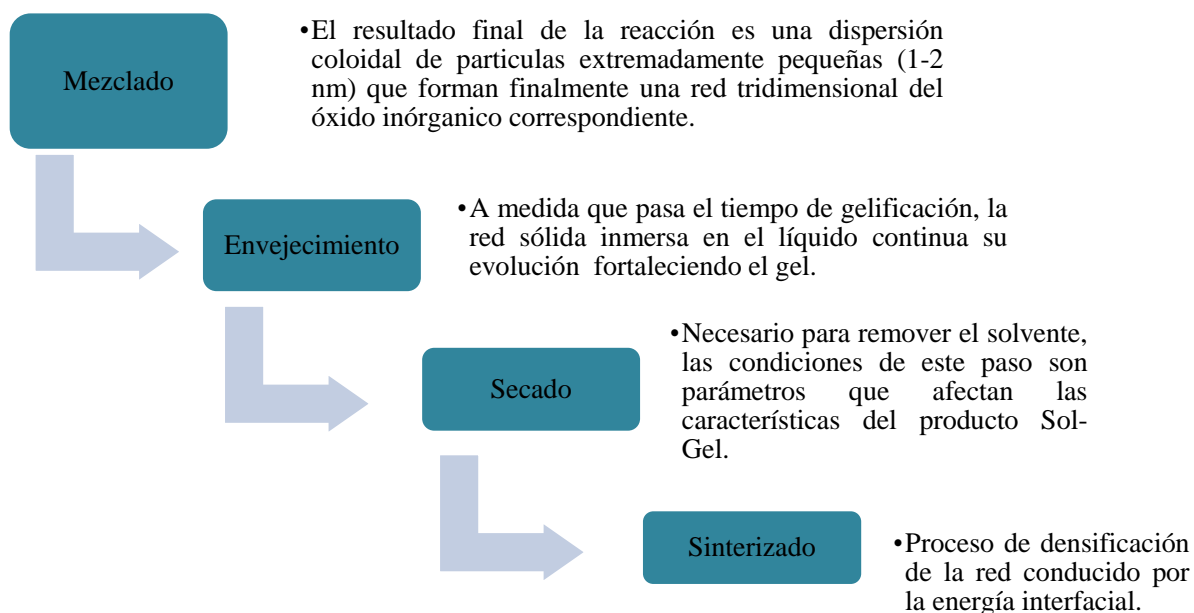 Mezclado
•El resultado final de la reacción es una dispersión
coloidal de particulas extremadamente pequeñas (1-2
nm) que forman finalmente una red tridimensional del
óxido inórganico correspondiente.
Envejecimiento
•A medida que pasa el tiempo de gelificación, la
red sólida inmersa en el líquido continua su
evolución fortaleciendo el gel.
Secado
•Necesario para remover el solvente,
las condiciones de este paso son
parámetros que afectan las
características del producto Sol-
Gel.
Sinterizado
•Proceso de densificación
de la red conducido por
la energía interfacial.